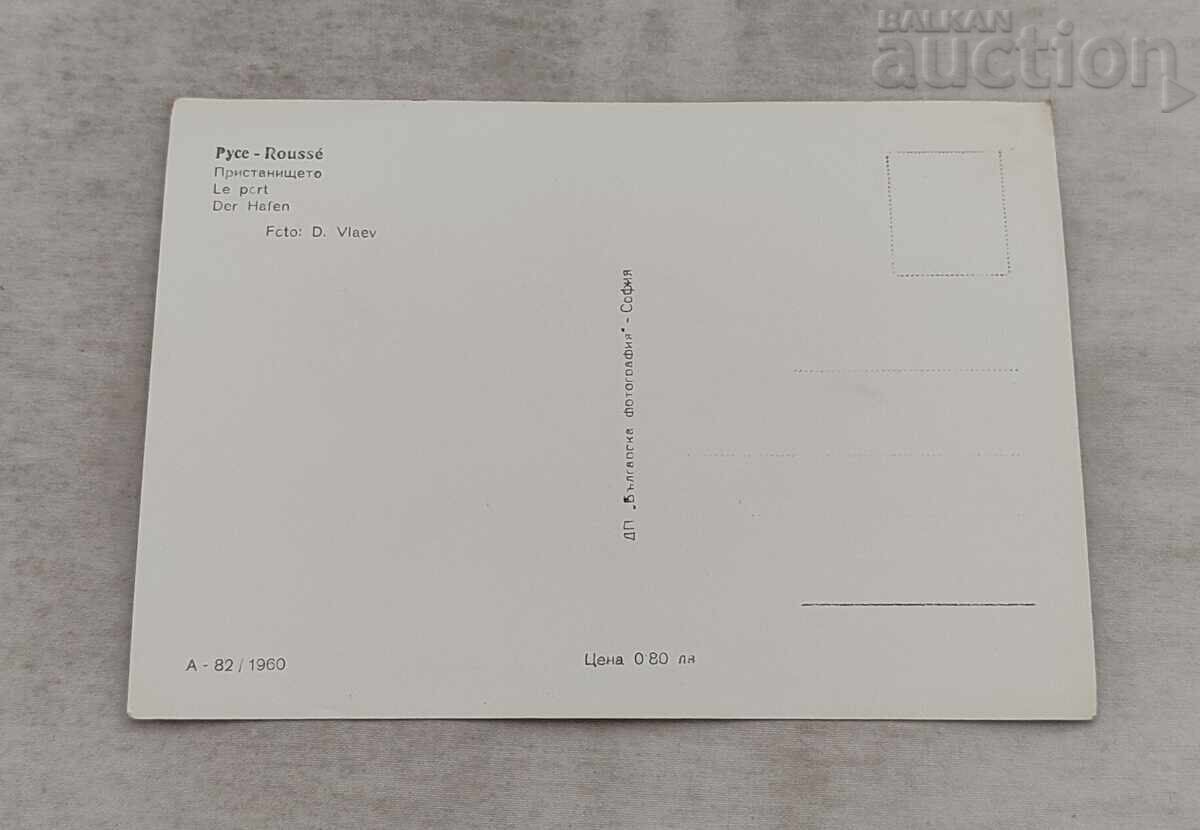 BALKAN
auction
Русе - Roussé
Пристанището
Le port
Der Hafen
Foto: D. Vlaev
ДП „Българска фотография" - София
А - 82 / 1960
Цена 0·80 лв